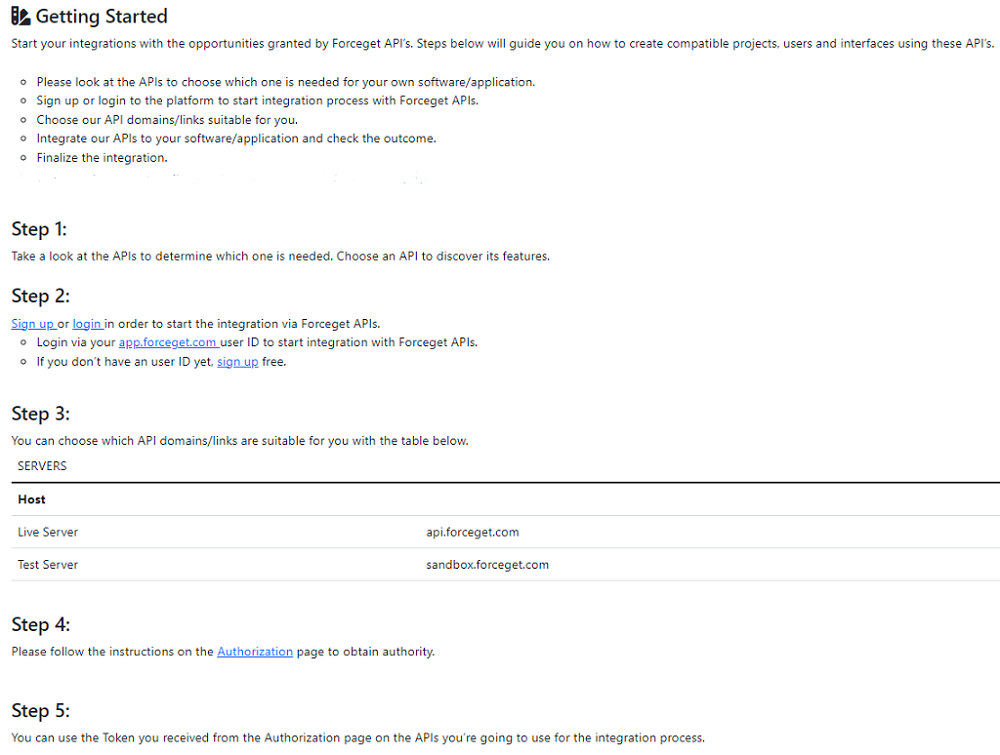 Getting Started
Start your integrations with the opportunities granted by Forceget API's. Steps below will guide you on how to create compatible projects, users and interfaces using these API's.
Please look at the APIs to choose which one is needed for your own software/application.
Sign up or login to the platform to start integration process with Forceget APIs.
Choose our API domains/links suitable for you.
Integrate our APIs to your software/application and check the outcome.
Finalize the integration.
Step 1:
Take a look at the APIs to determine which one is needed. Choose an API to discover its features.
Step 2:
Sign up or login in order to start the integration via Forceget APIs.
Login via your app.forceget.com user ID to start integration with Forceget APIs.
If you don't have an user ID yet, sign up free.
Step 3:
You can choose which API domains/links are suitable for you with the table below.
SERVERS
Host
Live Server api.forceget.com
Test Server sandbox.forceget.com
Step 4:
Please follow the instructions on the Authorization page to obtain authority.
Step 5:
You can use the Token you received from the Authorization page on the APIs you're going to use for the integration process.